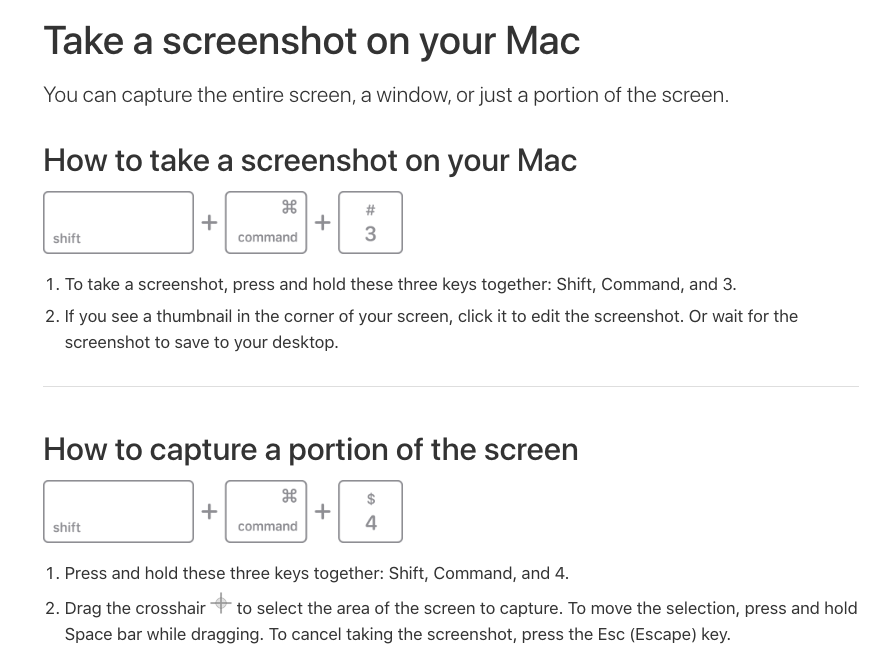 Take a screenshot on your Mac
You can capture the entire screen, a window, or just a portion of the screen.
How to take a screenshot on your Mac
shift + ⌘ command + # 3
1. To take a screenshot, press and hold these three keys together: Shift, Command, and 3.
2. If you see a thumbnail in the corner of your screen, click it to edit the screenshot. Or wait for the
screenshot to save to your desktop.
How to capture a portion of the screen
shift + ⌘ command + $ 4
1. Press and hold these three keys together: Shift, Command, and 4.
2. Drag the crosshair to select the area of the screen to capture. To move the selection, press and hold
Space bar while dragging. To cancel taking the screenshot, press the Esc (Escape) key.